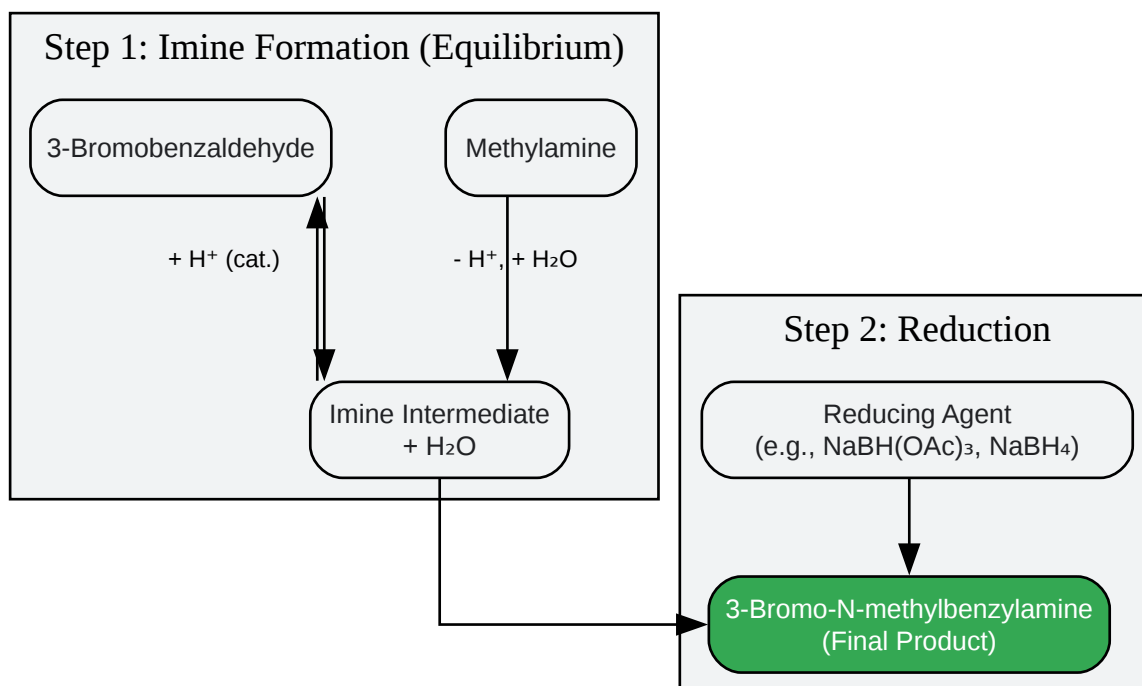 Step 1: Imine Formation (Equilibrium)
3-Bromobenzaldehyde
Methylamine
+ H⁺ (cat.)
- H⁺, + H₂O
Imine Intermediate
+ H₂O
Step 2: Reduction
Reducing Agent
(e.g., NaBH(OAc)₃, NaBH₄)
3-Bromo-N-methylbenzylamine
(Final Product)